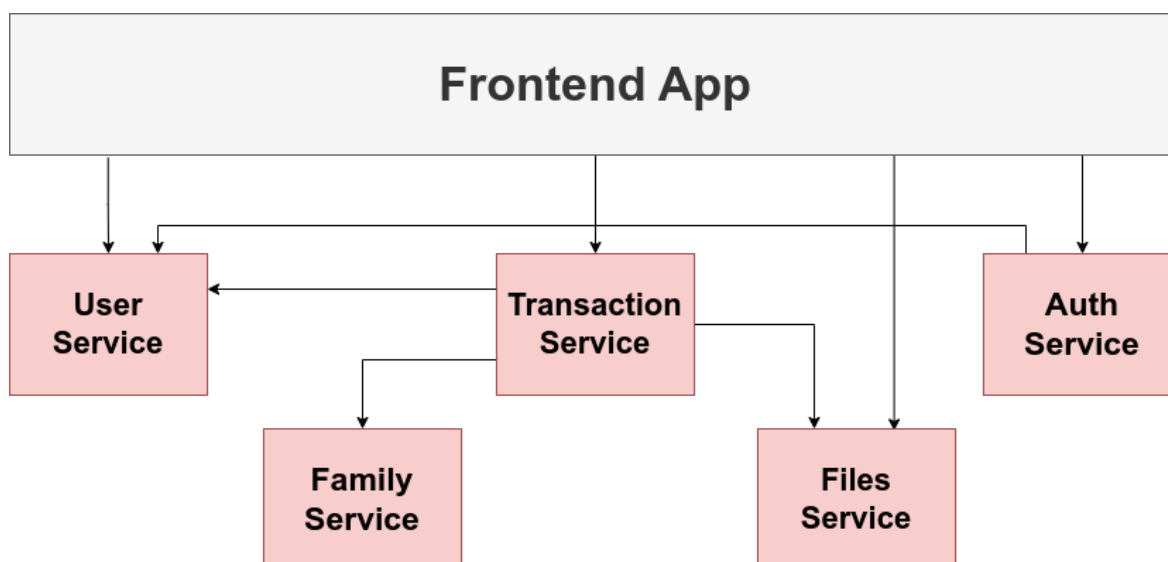 Frontend App
User
Service
Transaction
Service
Auth
Service
Family
Service
Files
Service